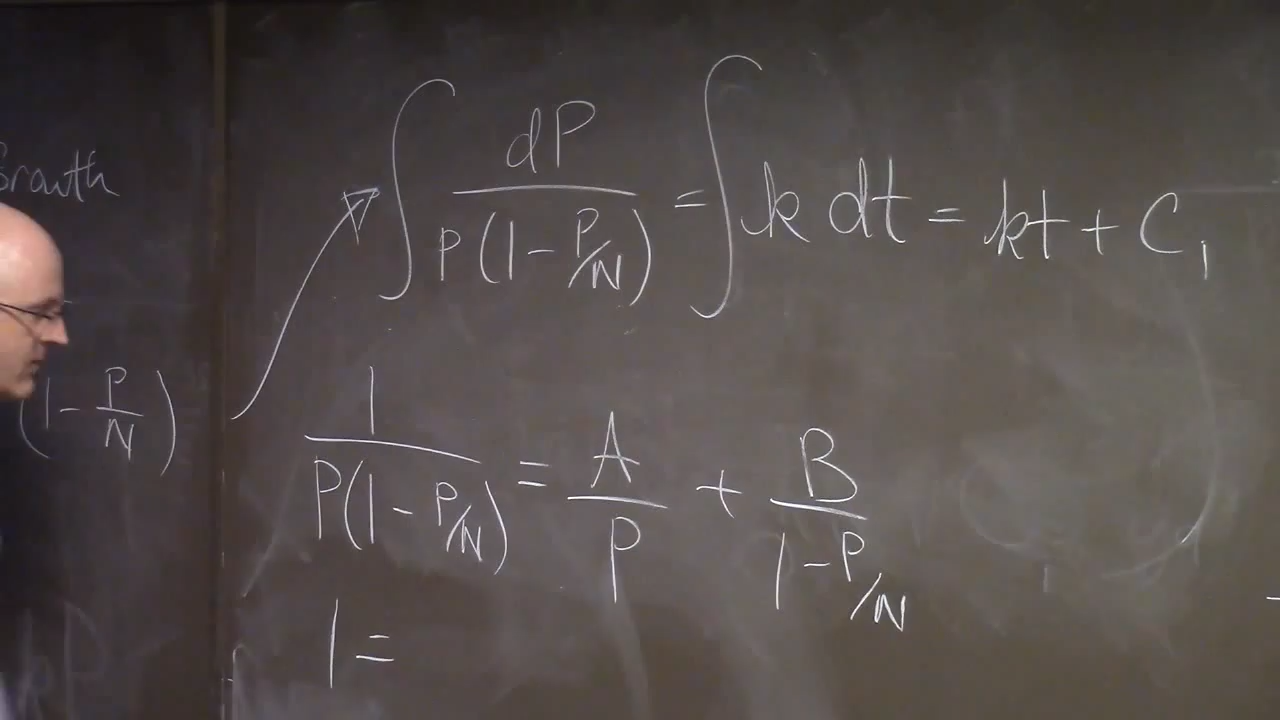 Growth
(1 - P/N)
∫ dP / P(1 - P/N) = ∫ k dt = kt + C₁
1 / P(1 - P/N) = A / P + B / 1 - P/N
1 =